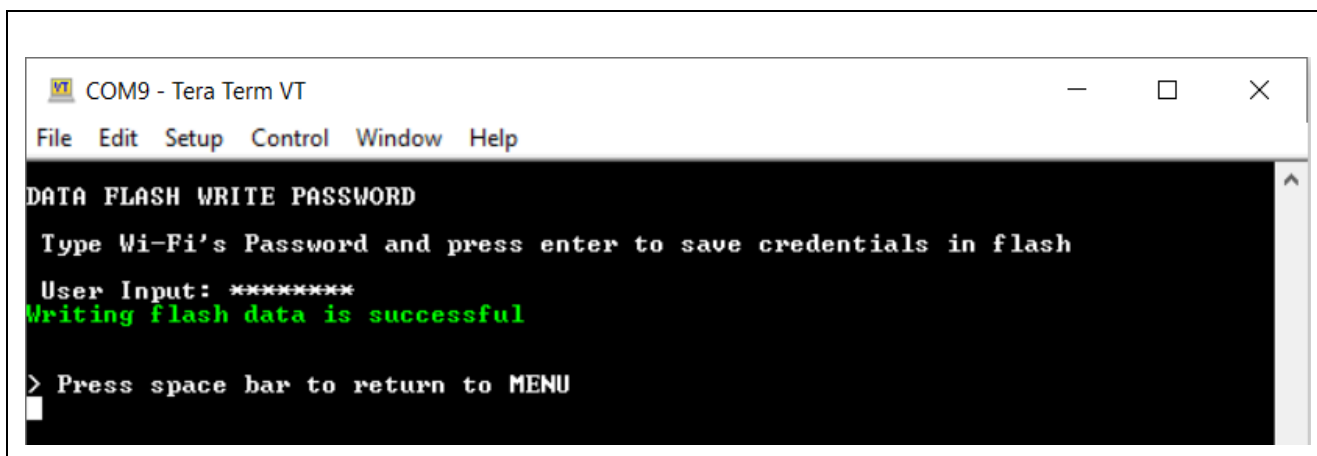 VT COM9 - Tera Term VT
File Edit Setup Control Window Help
DATA FLASH WRITE PASSWORD
Type Wi-Fi's Password and press enter to save credentials in flash
User Input: ********
Writing flash data is successful
> Press space bar to return to MENU